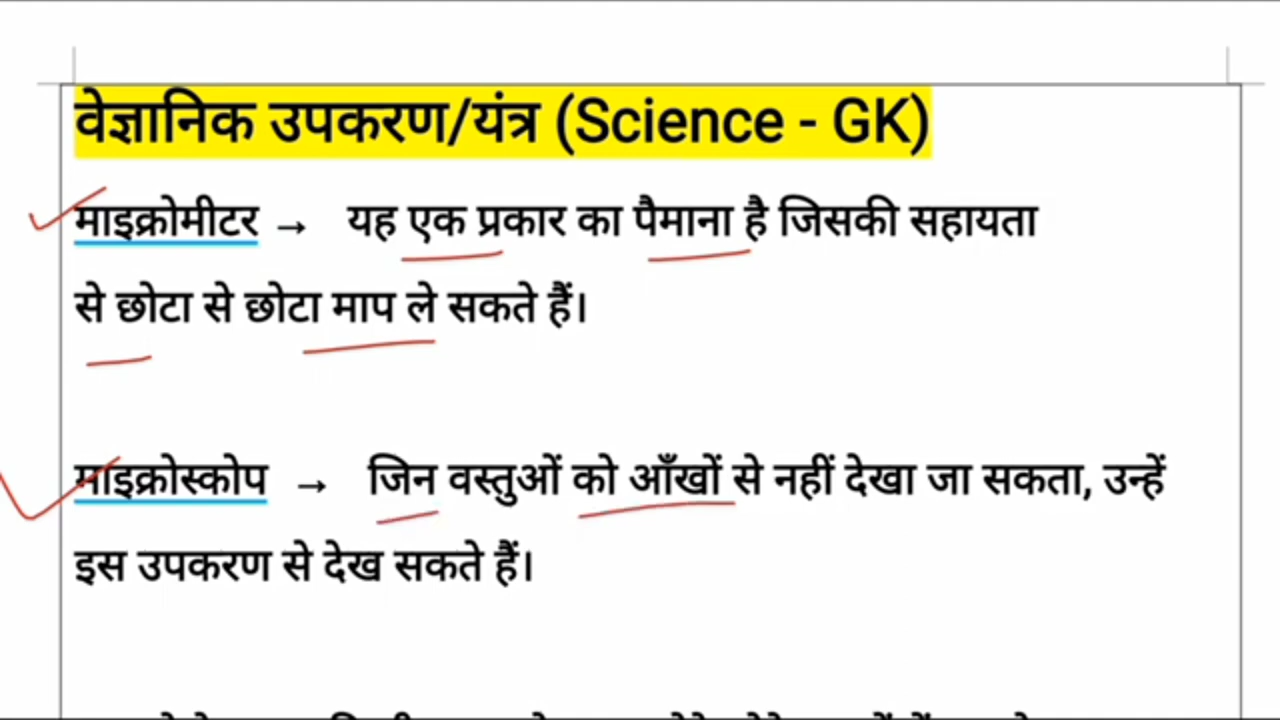 वेज्ञानिक उपकरण/यंत्र (Science - GK)
माइक्रोमीटर → यह एक प्रकार का पैमाना है जिसकी सहायता
से छोटा से छोटा माप ले सकते हैं।
माइक्रोस्कोप → जिन वस्तुओं को आँखों से नहीं देखा जा सकता, उन्हें
इस उपकरण से देख सकते हैं।